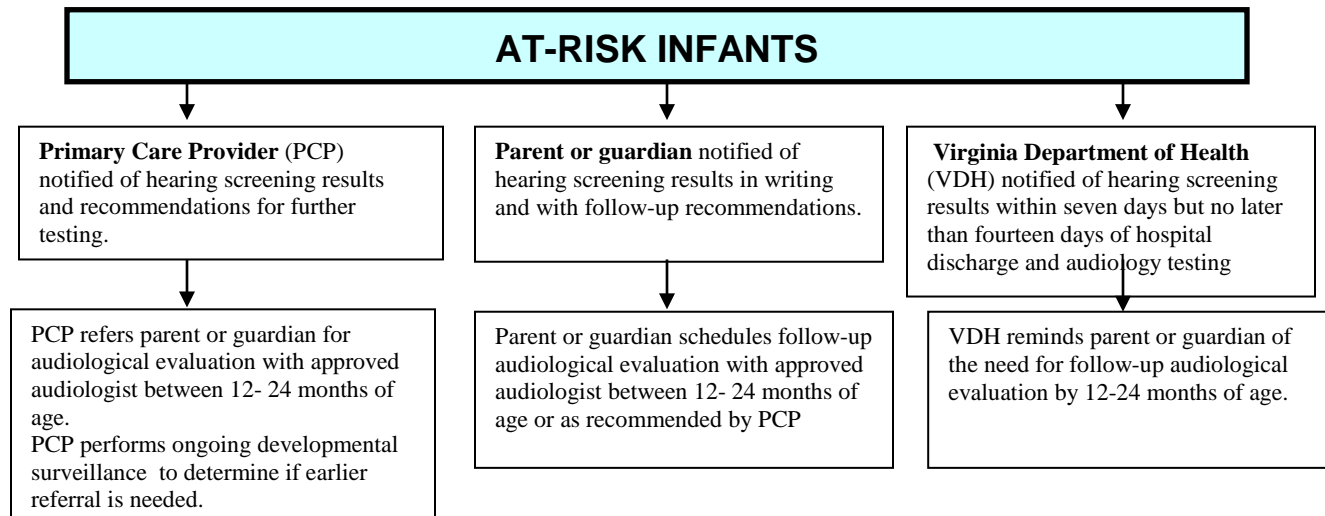 AT-RISK INFANTS
Primary Care Provider (PCP)
notified of hearing screening results
and recommendations for further
testing.
Parent or guardian notified of
hearing screening results in writing
and with follow-up recommendations.
Virginia Department of Health
(VDH) notified of hearing screening
results within seven days but no later
than fourteen days of hospital
discharge and audiology testing
PCP refers parent or guardian for
audiological evaluation with approved
audiologist between 12- 24 months of
age.
PCP performs ongoing developmental
surveillance to determine if earlier
referral is needed.
Parent or guardian schedules follow-up
audiological evaluation with approved
audiologist between 12- 24 months of
age or as recommended by PCP
VDH reminds parent or guardian of
the need for follow-up audiological
evaluation by 12-24 months of age.